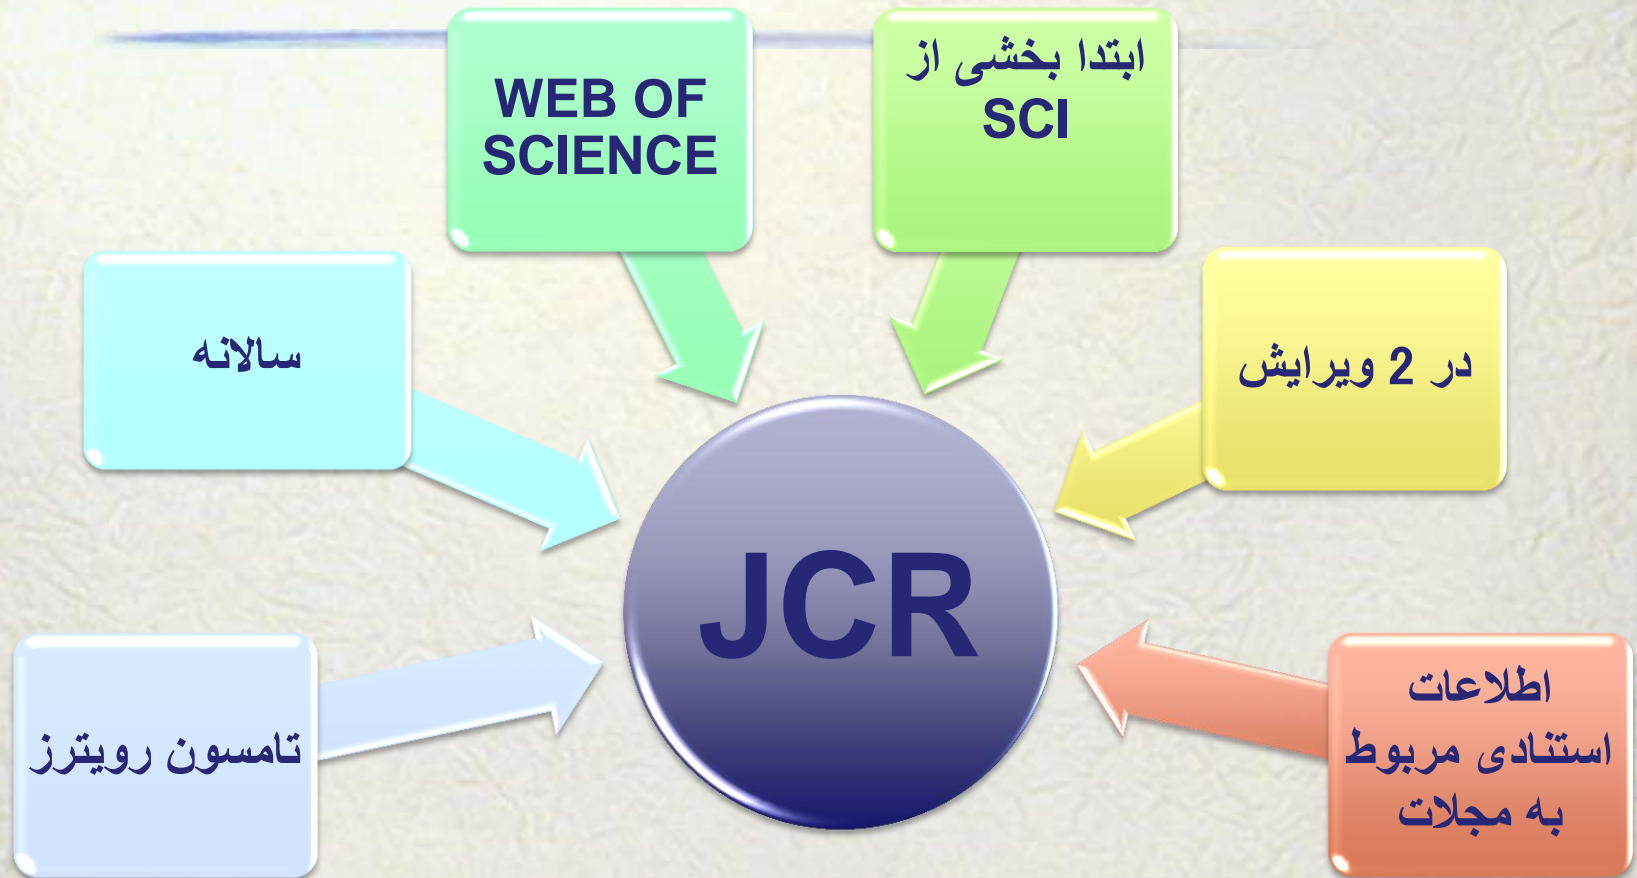 WEB OF
SCIENCE
ابتدا بخشی از
SCI
سالانه
در 2 ویرایش
JCR
تامسون رویترز
اطلاعات
استنادی مربوط
به مجلات